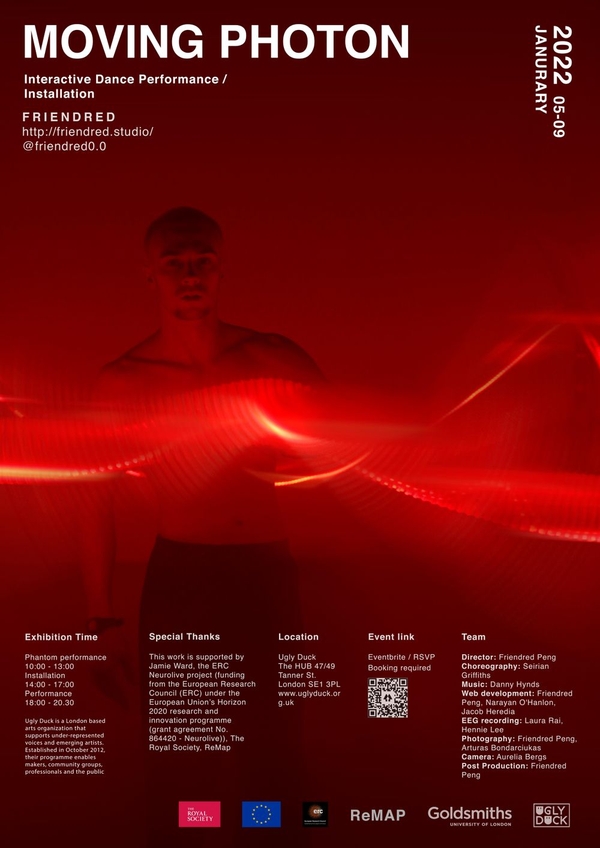 MOVING PHOTON
Interactive Dance Performance /
Installation
FRIENDRED
http://friendred.studio/
@friendred0.0
2022 05-09
JANURARY
Exhibition Time
Phantom performance
10:00 - 13:00
Installation
14:00 - 17:00
Performance
18:00 - 20.30
Ugly Duck is a London based
arts organization that
supports under-represented
voices and emerging artists.
Established in October 2012,
their programme enables
makers, community groups,
professionals and the public
Special Thanks
This work is supported by
Jamie Ward, the ERC
Neurolive project (funding
from the European Research
Council (ERC) under the
European Union's Horizon
2020 research and
innovation programme
(grant agreement No.
864420 - Neurolive)), The
Royal Society, ReMap
Location
Ugly Duck
The HUB 47/49
Tanner St.
London SE1 3PL
www.uglyduck.or
g.uk
Event link
Eventbrite / RSVP
Booking required
Team
Director: Friendred Peng
Choreography: Seirian
Griffiths
Music: Danny Hynds
Web development: Friendred
Peng, Narayan O'Hanlon,
Jacob Heredia
EEG recording: Laura Rai,
Hennie Lee
Photography: Friendred Peng,
Arturas Bondarciukas
Camera: Aurelia Bergs
Post Production: Friendred
Peng
THE
ROYAL
SOCIETY
erc
ReMAP
Goldsmiths
UNIVERSITY OF LONDON
UGLY
DUCK